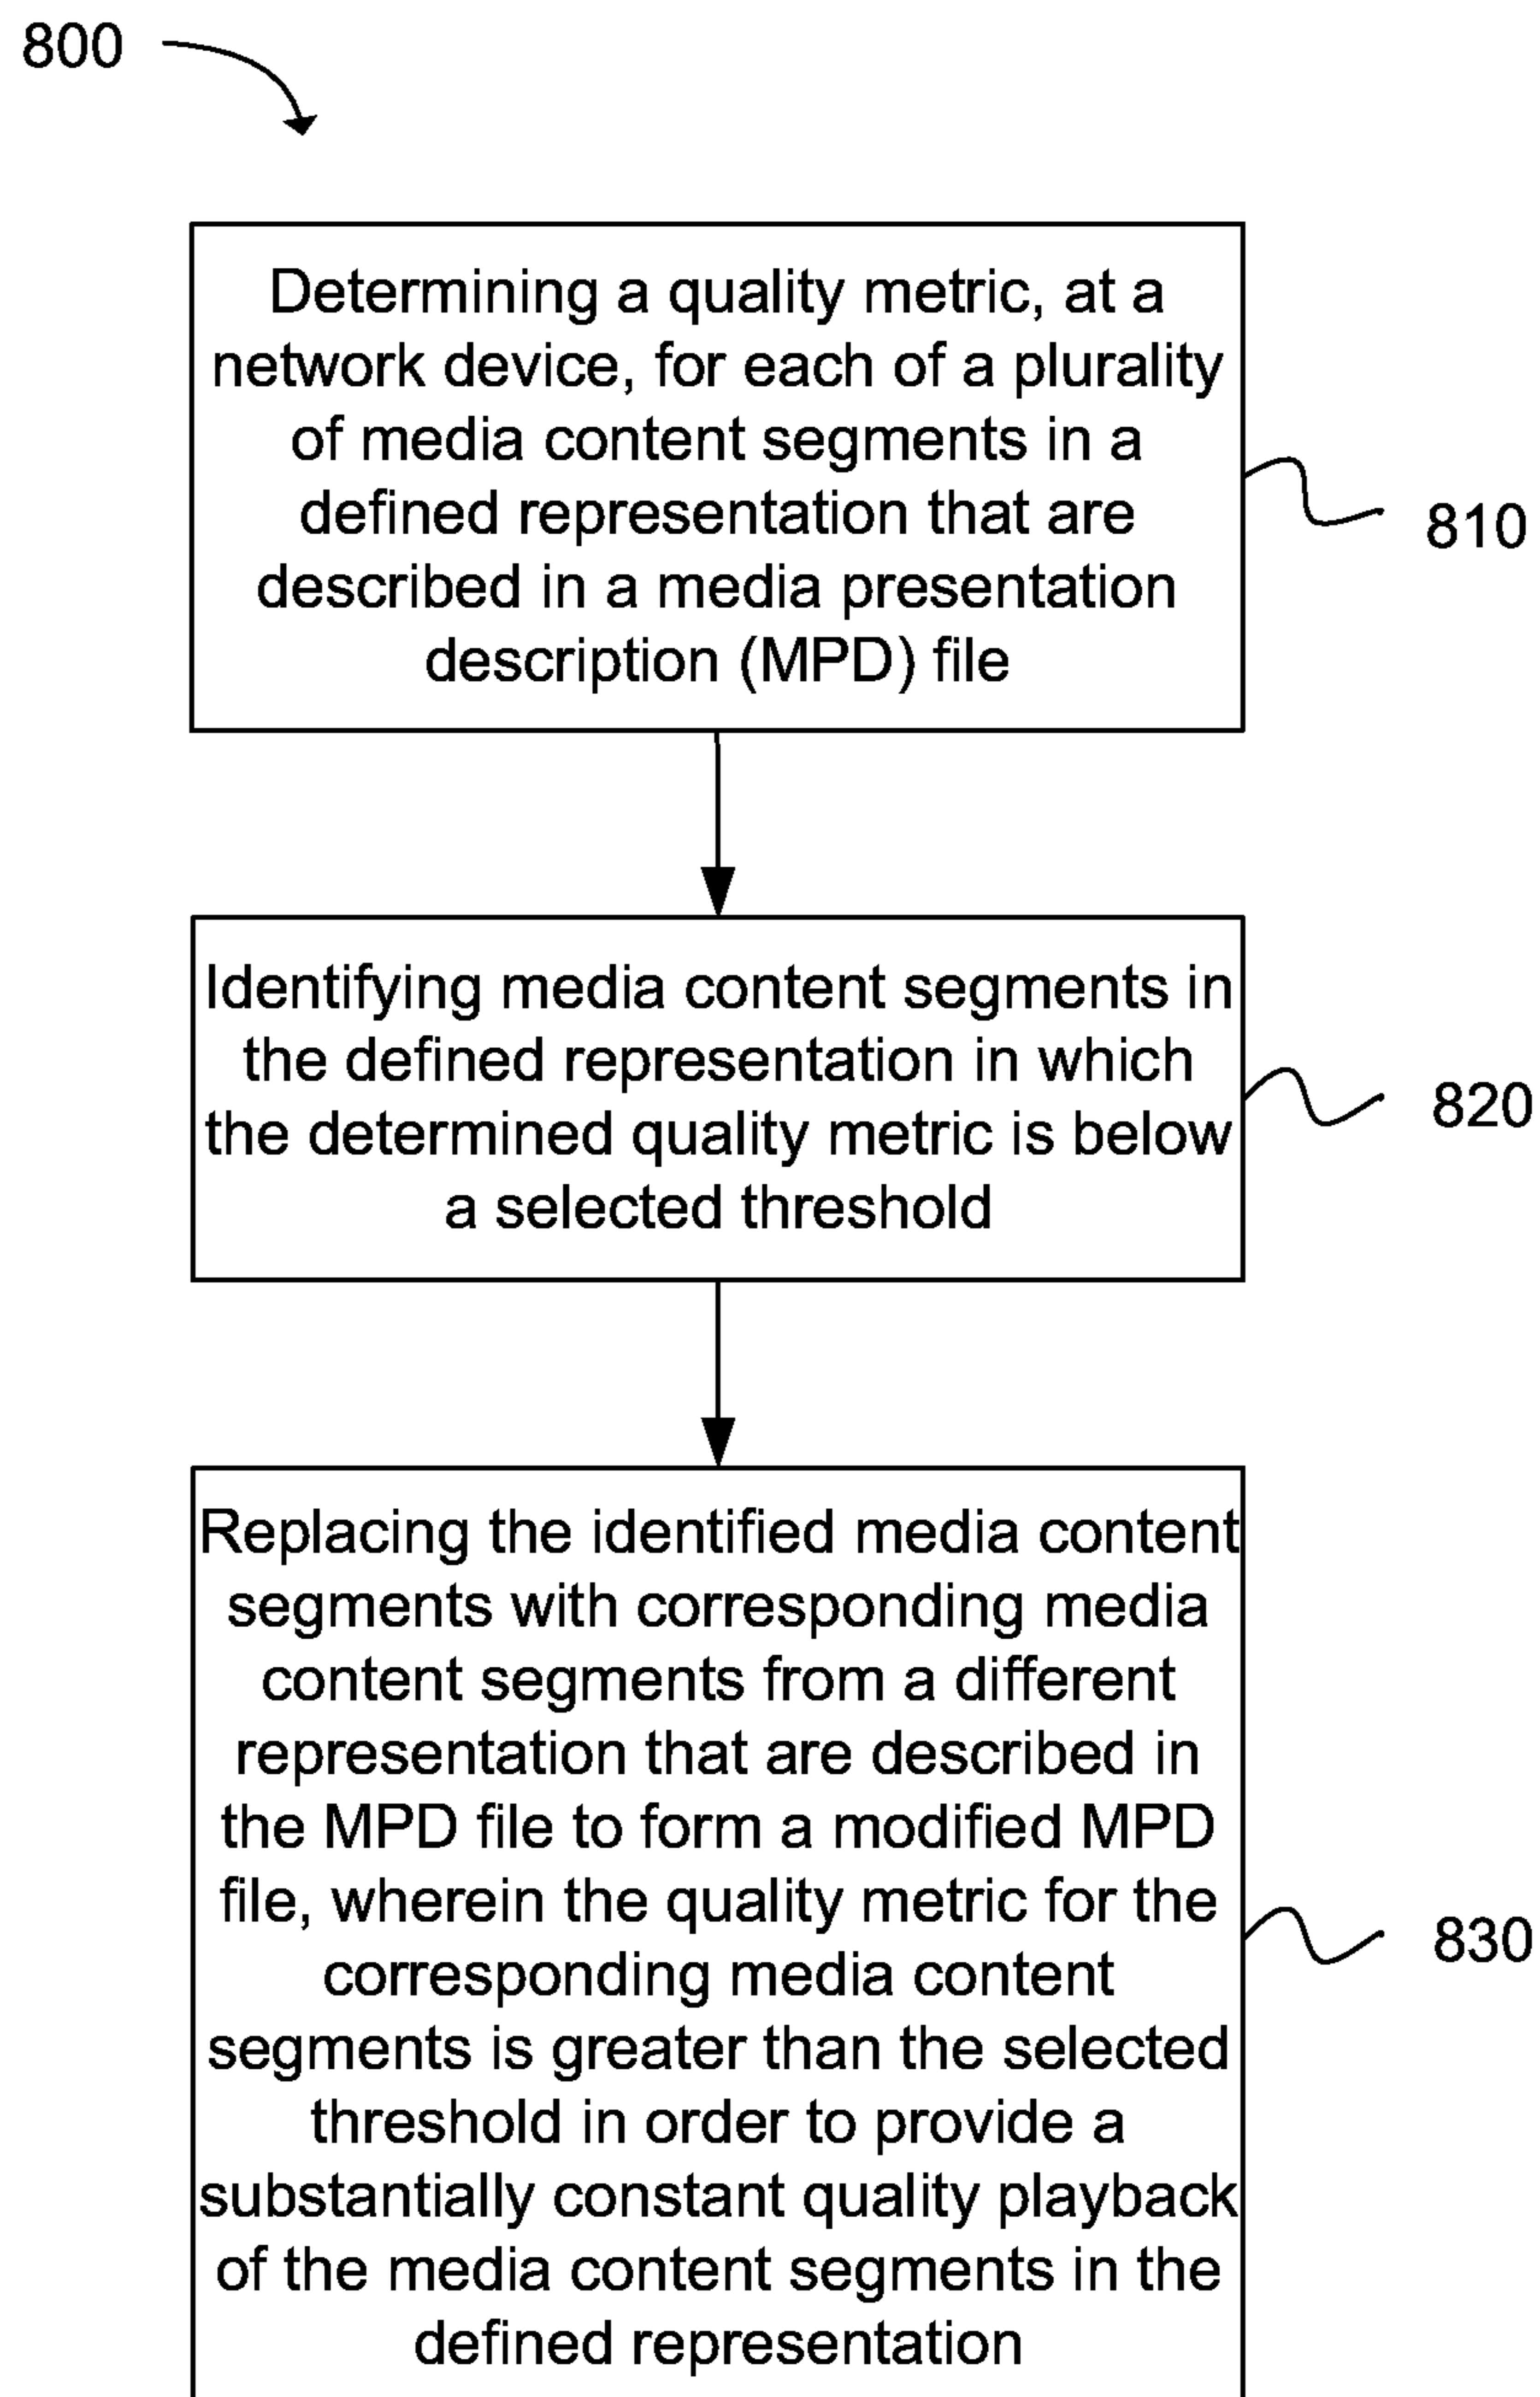 800
Determining a quality metric, at a
network device, for each of a plurality
of media content segments in a
defined representation that are
described in a media presentation
description (MPD) file
810
Identifying media content segments in
the defined representation in which
the determined quality metric is below
a selected threshold
820
Replacing the identified media content
segments with corresponding media
content segments from a different
representation that are described in
the MPD file to form a modified MPD
file, wherein the quality metric for the
corresponding media content
segments is greater than the selected
threshold in order to provide a
substantially constant quality playback
of the media content segments in the
defined representation
830